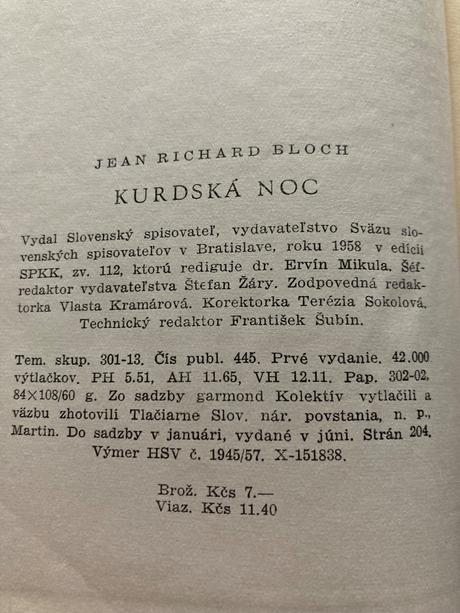 JEAN RICHARD BLOCH
KURDSKÁ NOC
Vydal Slovenský spisovateľ, vydavateľstvo Sväzu slo-
venských spisovateľov v Bratislave, roku 1958 v edícii
SPKK, zv. 112, ktorú rediguje dr. Ervín Mikula. Šéf-
redaktor vydavateľstva Štefan Žáry. Zodpovedná redak-
torka Vlasta Kramárová. Korektorka Terézia Sokolová.
Technický redaktor František Šubín.
Tem. skup. 301-13. Čís publ. 445. Prvé vydanie. 42.000
výtlačkov. PH 5.51, AH 11.65, VH 12.11. Pap. 302-02,
84×108/60 g. Zo sadzby garmond Kolektív vytlačili a
väzbu zhotovili Tlačiarne Slov. nár. povstania, n. p.,
Martin. Do sadzby v januári, vydané v júni. Strán 204.
Výmer HSV č. 1945/57. X-151838.
Brož. Kčs 7.—
Viaz. Kčs 11.40